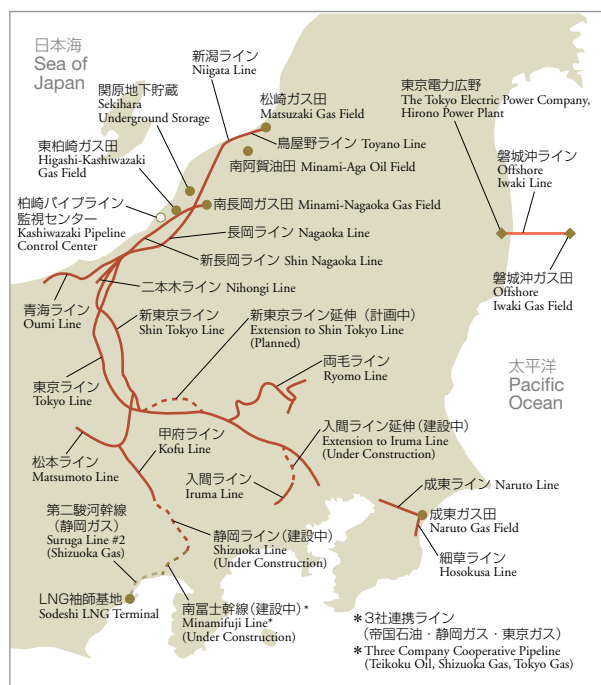 日本海
Sea of
Japan
新潟ライン
Niigata Line
関原地下貯蔵
Sekihara
Underground Storage
松崎ガス田
Matsuzaki Gas Field
東京電力広野
The Tokyo Electric Power Company,
Hirono Power Plant
東柏崎ガス田
Higashi-Kashiwazaki
Gas Field
鳥屋野ライン Toyano Line
南阿賀油田 Minami-Aga Oil Field
磐城沖ライン
Offshore
Iwaki Line
柏崎パイプライン
監視センター
Kashiwazaki Pipeline
Control Center
南長岡ガス田 Minami-Nagaoka Gas Field
長岡ライン Nagaoka Line
新長岡ライン Shin Nagaoka Line
磐城沖ガス田
Offshore
Iwaki Gas Field
二本木ライン Nihongi Line
青海ライン
Oumi Line
新東京ライン
Shin Tokyo Line
新東京ライン延伸（計画中）
Extension to Shin Tokyo Line
(Planned)
両毛ライン
Ryomo Line
太平洋
Pacific
Ocean
東京ライン
Tokyo Line
甲府ライン
Kofu Line
入間ライン延伸（建設中）
Extension to Iruma Line
(Under Construction)
松本ライン
Matsumoto Line
入間ライン
Iruma Line
成東ライン Naruto Line
第二駿河幹線
（静岡ガス）
Suruga Line #2
(Shizuoka Gas)
静岡ライン（建設中）
Shizuoka Line
(Under Construction)
成東ガス田
Naruto Gas Field
細草ライン
Hosokusa Line
LNG袖師基地
Sodeshi LNG Terminal
南富士幹線（建設中）*
Minamifuji Line*
(Under Construction)
*3社連携ライン
（帝国石油・静岡ガス・東京ガス）
* Three Company Cooperative Pipeline
(Teikoku Oil, Shizuoka Gas, Tokyo Gas)